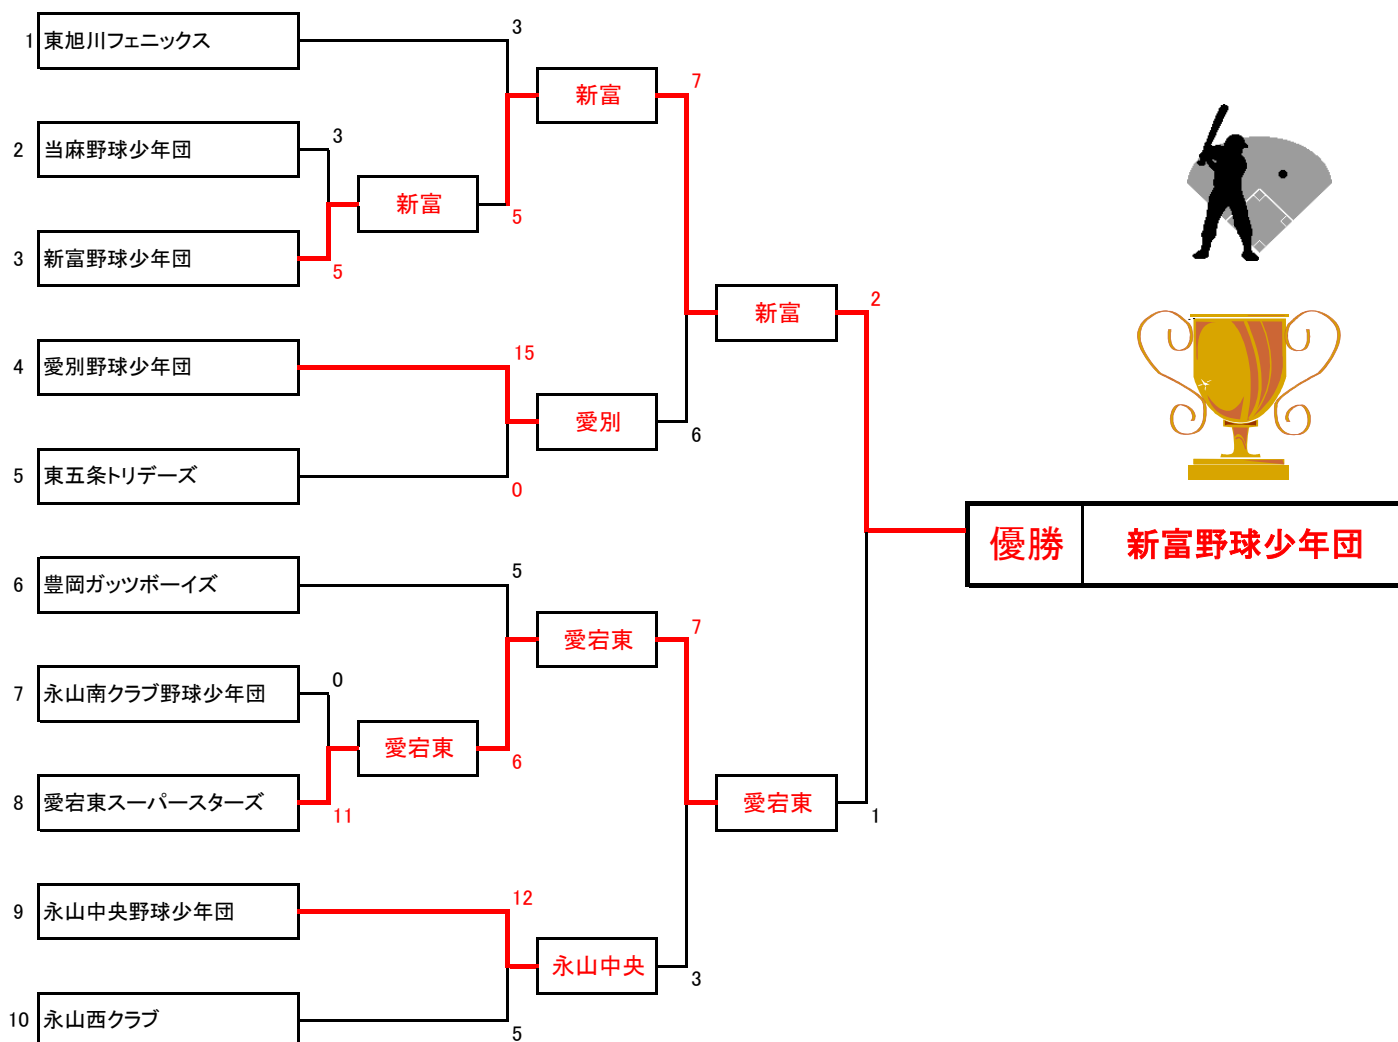 3
1 東旭川フェニックス
新富 7
3
2 当麻野球少年団
新富
5
3 新富野球少年団
5
新富 2
15
4 愛別野球少年団
愛別
6
5 東五条トリデーズ
0
優勝 新富野球少年団
5
6 豊岡ガッツボーイズ
愛宕東 7
0
7 永山南クラブ野球少年団
愛宕東
6
8 愛宕東スーパースターズ
11
愛宕東
1
12
9 永山中央野球少年団
永山中央
3
10 永山西クラブ
5